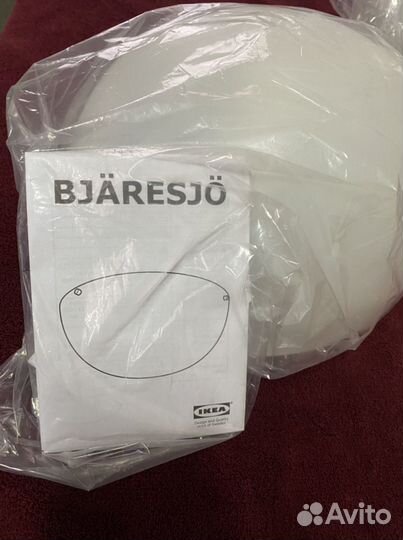 BJÄRESJÖ
IKEA
Design and Quality
IKEA of Sweden
Avito